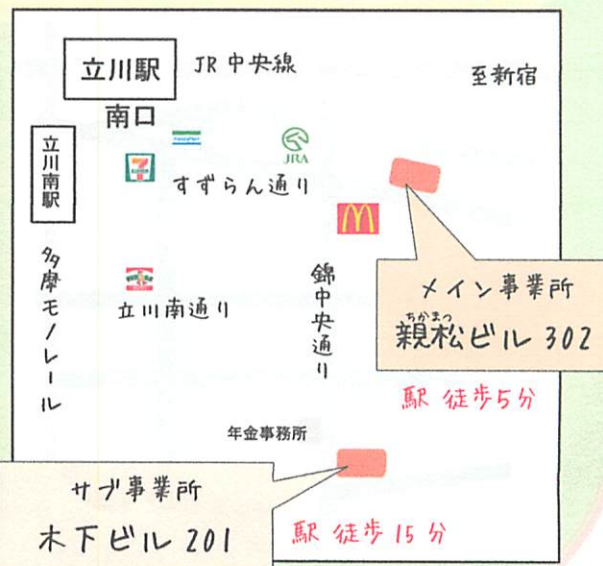 立川駅
JR 中央線
至新宿
南口
立川南駅
FamilyMart
JRA
すずらん通り
多摩モノレール
立川南通り
錦中央通り
メイン事業所
ちかまつ
親松ビル 302
駅 徒歩5分
年金事務所
サブ事業所
木下ビル 201
駅 徒歩 15 分